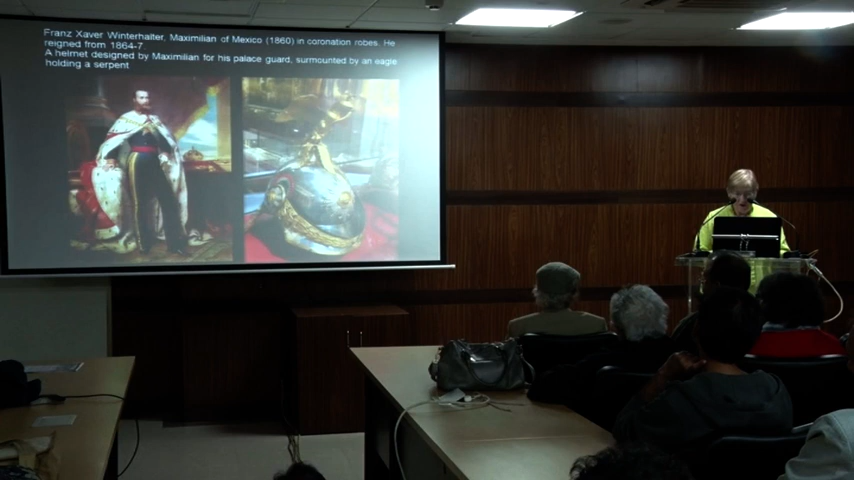 Franz Xaver Winterhalter, Maximilian of Mexico (1860) in coronation robes. He
reigned from 1864-7.
A helmet designed by Maximilian for his palace guard, surmounted by an eagle
holding a serpent